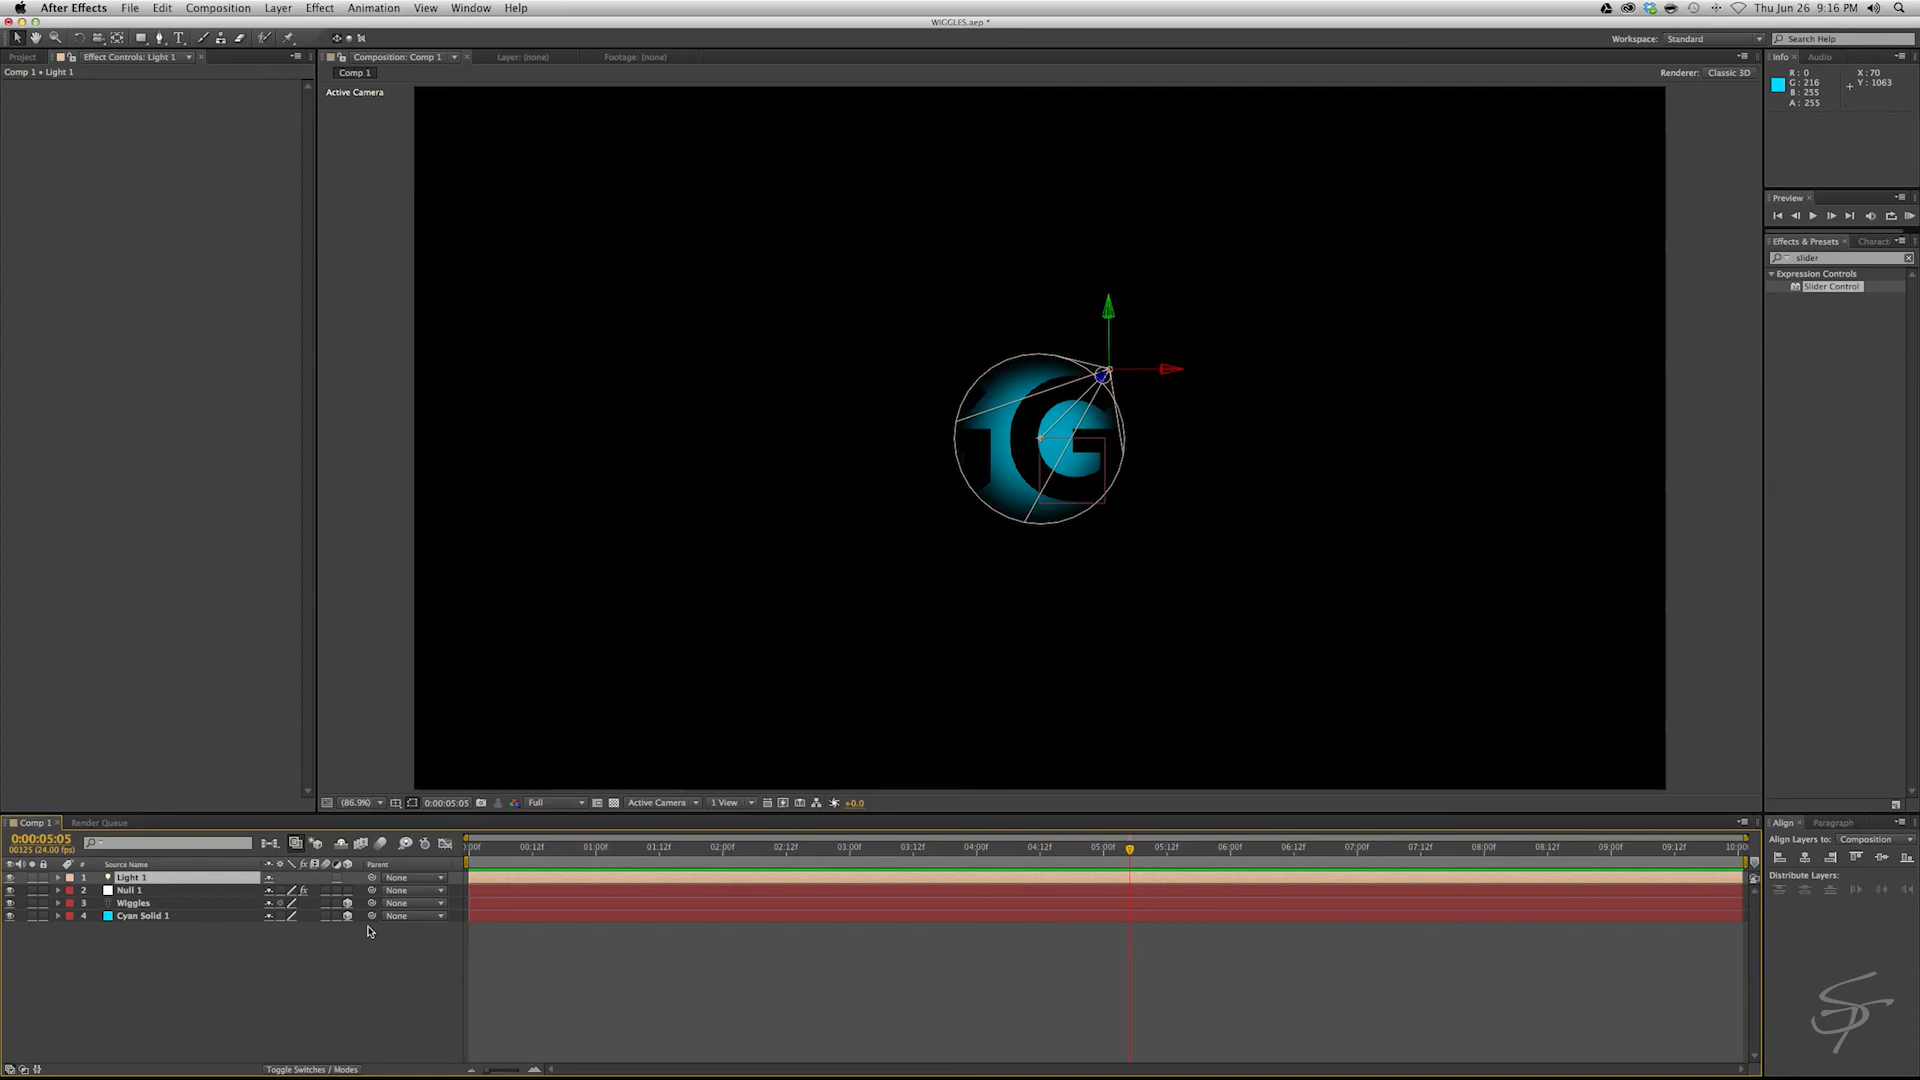 After Effects File Edit Composition Layer Effect Animation View Window Help
Thu Jun 26 9:16 PM
WIGGLES.aep *
Workspace: Standard
Search Help
Project
Effect Controls: Light 1
Composition: Comp 1
Layer: (none)
Footage: (none)
Info
Audio
Comp 1 • Light 1
Comp 1
Renderer: Classic 3D
R: 0
G: 216
B: 255
A: 255
X: 70
Y: 1063
Active Camera
G
Preview
Effects & Presets
Charact
slider
Expression Controls
Slider Control
(86.9%)
0:00:05:05
Full
Active Camera
1 View
+0.0
Comp 1
Render Queue
Align
Paragraph
0:00:05:05
00125 (24.00 fps)
Align Layers to: Composition
Distribute Layers:
:00f 00:12f 01:00f 01:12f 02:00f 02:12f 03:00f 03:12f 04:00f 04:12f 05:00f 05:12f 06:00f 06:12f 07:00f 07:12f 08:00f 08:12f 09:00f 09:12f 10:00f
# Source Name
fx
Parent
1 Light 1 None
2 Null 1 fx None
3 Wiggles None
4 Cyan Solid 1 None
Toggle Switches / Modes